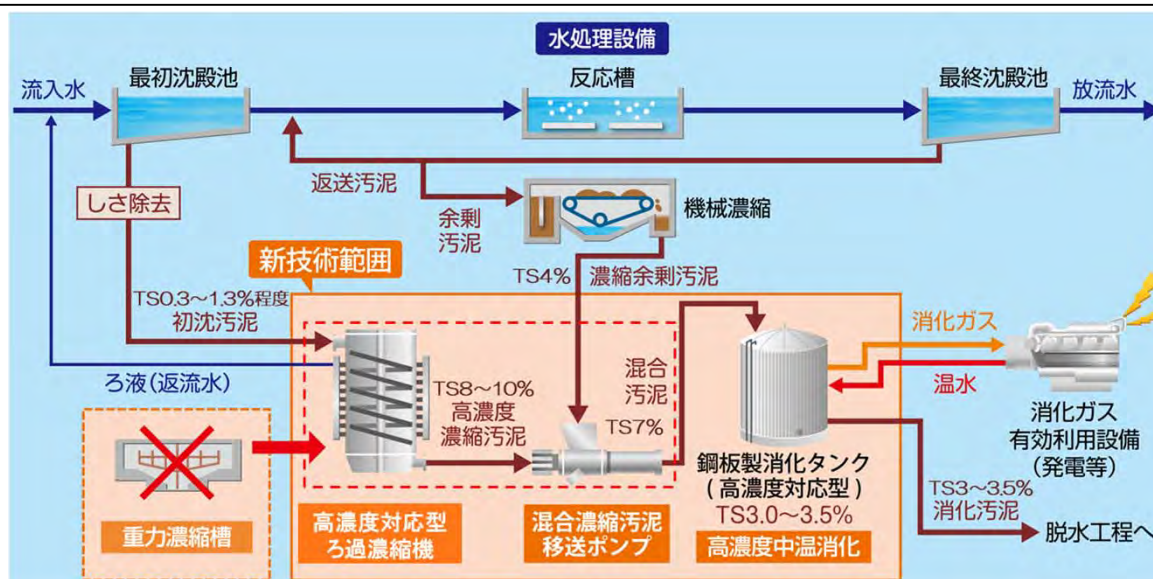 水処理設備
流入水
最初沈殿池
反応槽
最終沈殿池
放流水
しさ除去
返送汚泥
余剰
汚泥
機械濃縮
新技術範囲
TS4% 濃縮余剰汚泥
TS0.3~1.3%程度
初沈汚泥
ろ液(返流水)
TS8~10%
高濃度
濃縮汚泥
混合
汚泥
TS7%
消化ガス
温水
消化ガス
有効利用設備
(発電等)
鋼板製消化タンク
(高濃度対応型)
TS3.0~3.5%
TS3~3.5%
消化汚泥
重力濃縮槽
高濃度対応型
ろ過濃縮機
混合濃縮汚泥
移送ポンプ
高濃度中温消化
脱水工程へ